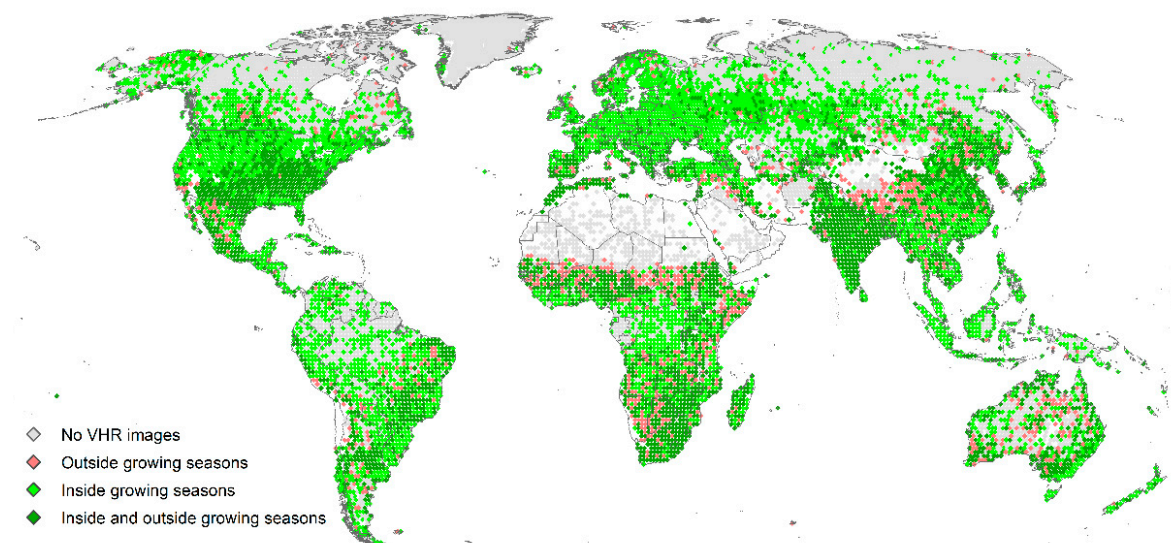 No VHR images
Outside growing seasons
Inside growing seasons
Inside and outside growing seasons